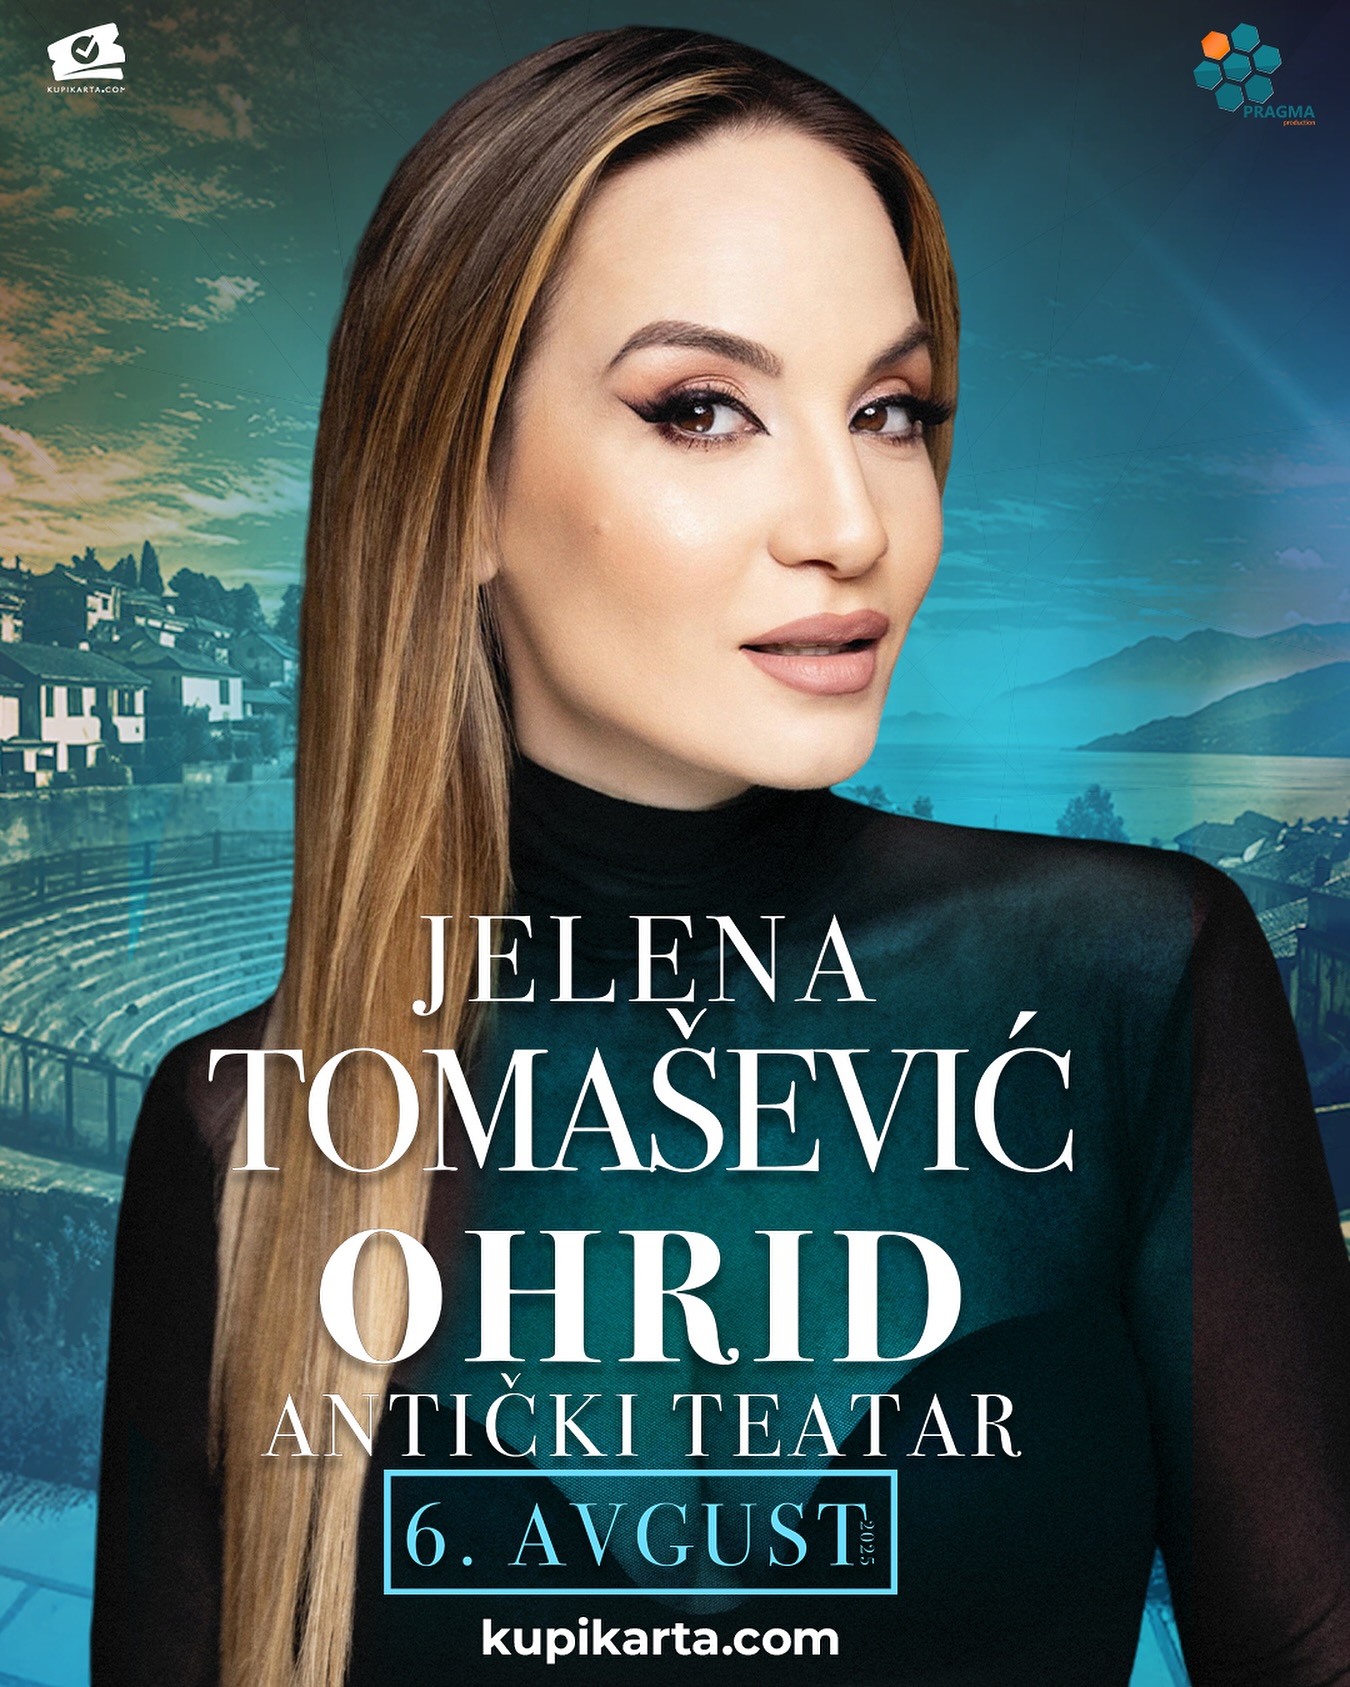 KUPIKARTA.COM
PRAGMA
production
JELENA
TOMAŠEVIĆ
OHRID
ANTIČKI TEATAR
6. AVGUST
2025
kupikarta.com